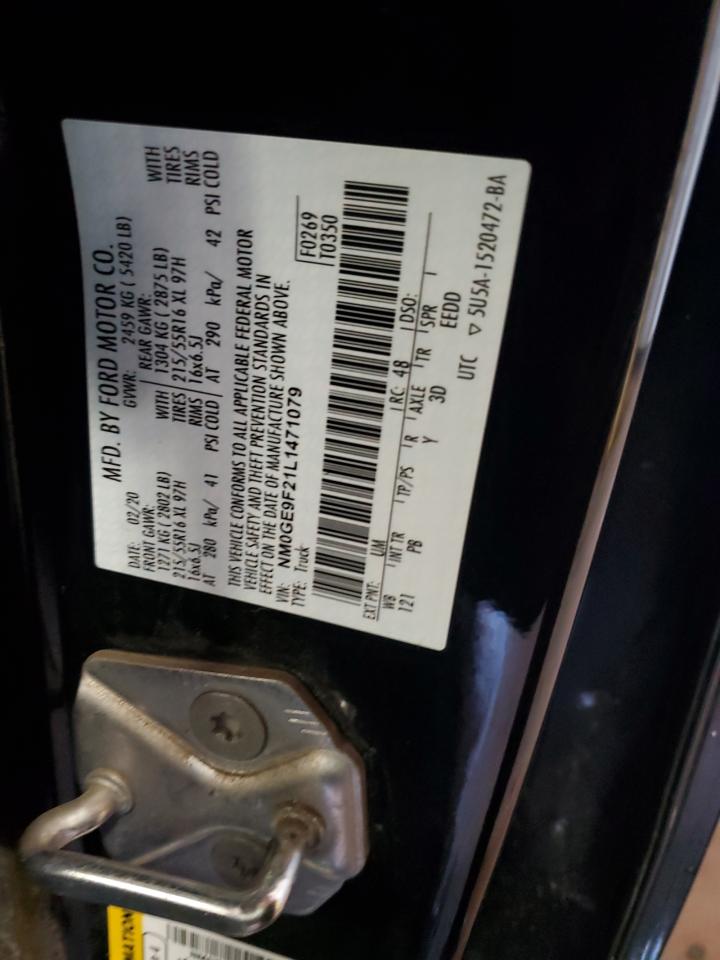 MFD. BY FORD MOTOR CO.
DATE: 02/20 GVWR: 2459 KG ( 5420 LB)
FRONT GAWR: REAR GAWR:
1271 KG ( 2802 LB) WITH 1304 KG ( 2875 LB) WITH
215/55R16 XL 97H TIRES 215/55R16 XL 97H TIRES
16x6.5J RIMS 16x6.5J RIMS
AT 280 kPa/ 41 PSI COLD AT 290 kPa/ 42 PSI COLD
THIS VEHICLE CONFORMS TO ALL APPLICABLE FEDERAL MOTOR
VEHICLE SAFETY AND THEFT PREVENTION STANDARDS IN
EFFECT ON THE DATE OF MANUFACTURE SHOWN ABOVE.
VIN: NM0GE9F21L1471079 F0269
TYPE: Truck T0350
EXT PNT: UM RC: 48 DSO:
WB INT TR TP/PS R AXLE TR SPR
121 PB Y 3D EEDD
UTC ▽ 5U5A-1520472-BA